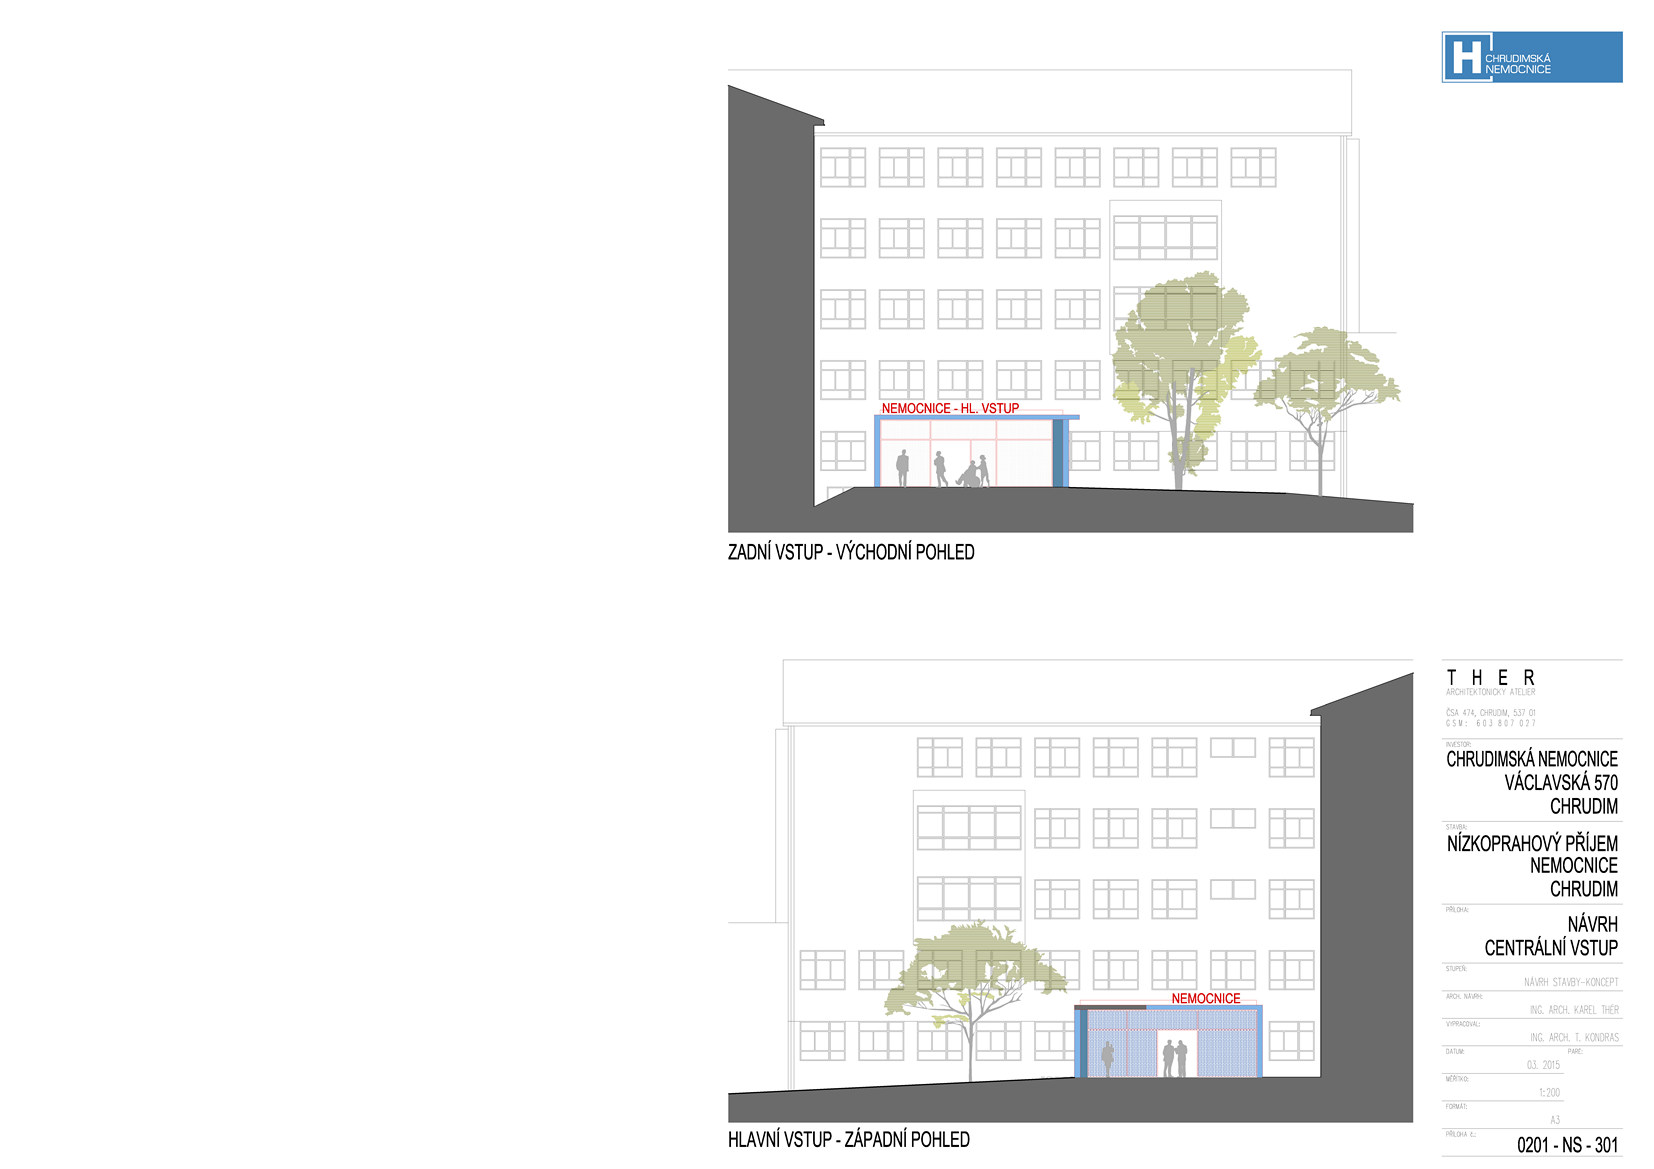 H CHRUDIMSKÁ
NEMOCNICE
NEMOCNICE - HL. VSTUP
ZADNÍ VSTUP - VÝCHODNÍ POHLED
NEMOCNICE
HLAVNÍ VSTUP - ZÁPADNÍ POHLED
THER
ARCHITEKTONICKÝ ATELIER
ČSA 474, CHRUDIM, 537 01
GSM: 603 807 027
INVESTOR:
CHRUDIMSKÁ NEMOCNICE
VÁCLAVSKÁ 570
CHRUDIM
STAVBA:
NÍZKOPRAHOVÝ PŘÍJEM
NEMOCNICE
CHRUDIM
PŘÍLOHA:
NÁVRH
CENTRÁLNÍ VSTUP
STUPEŇ:
NÁVRH STAVBY-KONCEPT
ARCH. NÁVRH:
ING. ARCH. KAREL THÉR
VYPRACOVAL:
ING. ARCH. T. KONDRAS
DATUM: PARÉ:
03. 2015
MĚŘÍTKO:
1:200
FORMÁT:
A3
PŘÍLOHA č.:
0201 - NS - 301